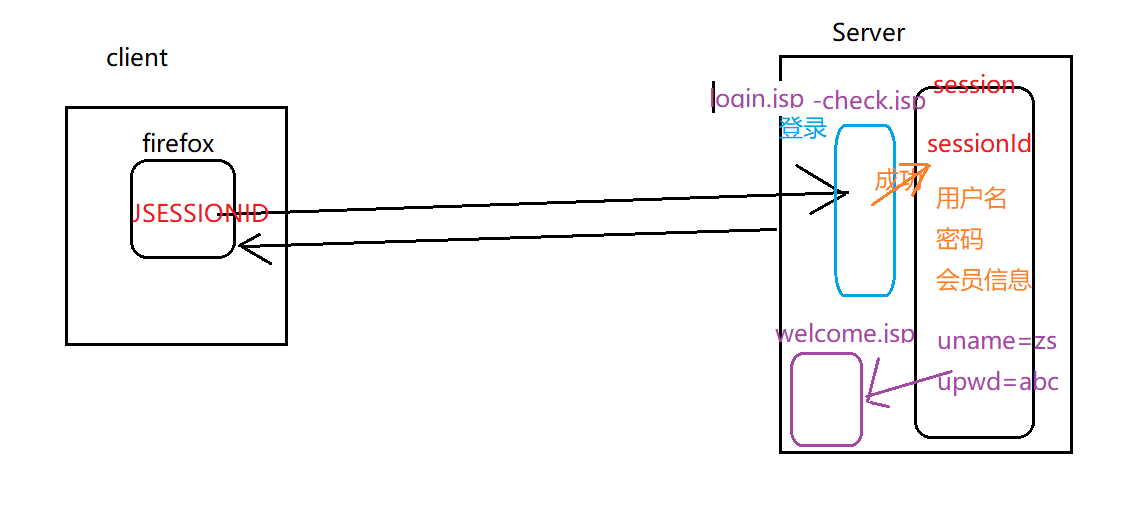 Server
client
session
login.jsp -check.jsp
登录
firefox
sessionId
成功
用户名
JSESSIONID
密码
会员信息
welcome.jsp
uname=zs
upwd=abc